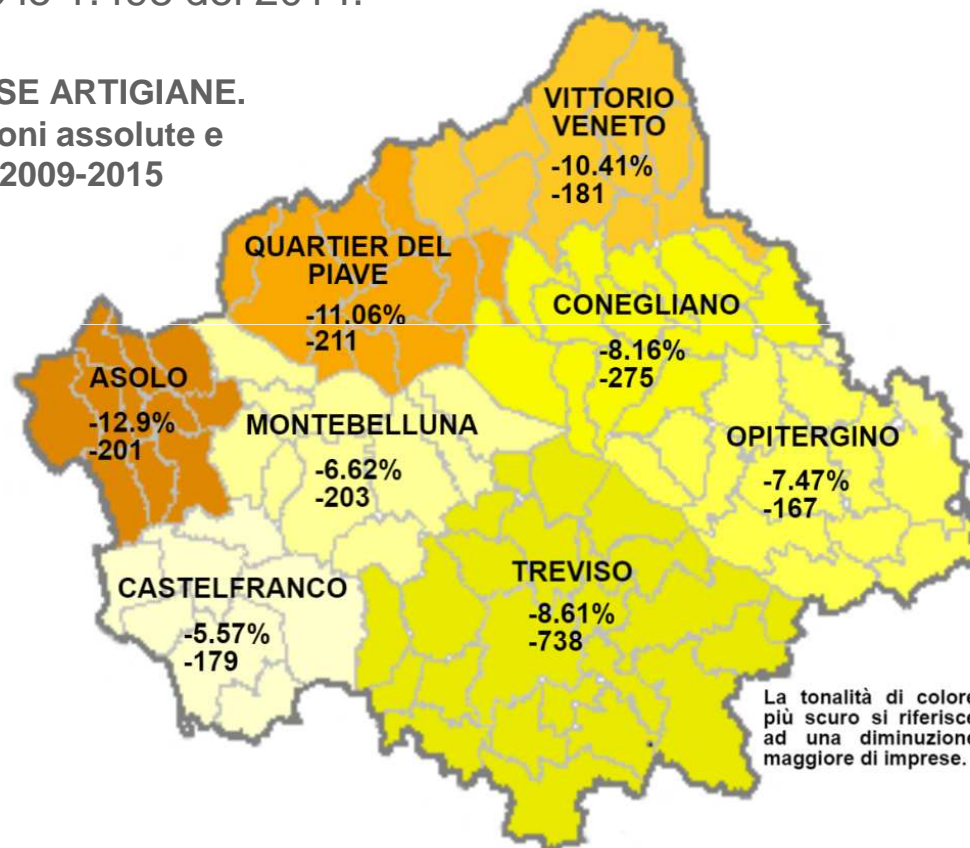 del 2014.
ARTIGIANE.
assolute e
2009-2015
VITTORIO
VENETO
-10.41%
-181
QUARTIER DEL
PIAVE
-11.06%
-211
CONEGLIANO
-8.16%
-275
ASOLO
-12.9%
-201
MONTEBELLUNA
-6.62%
-203
OPITERGINO
-7.47%
-167
CASTELFRANCO
-5.57%
-179
TREVISO
-8.61%
-738
La tonalità di colore
più scuro si riferisce
ad una diminuzione
maggiore di imprese.